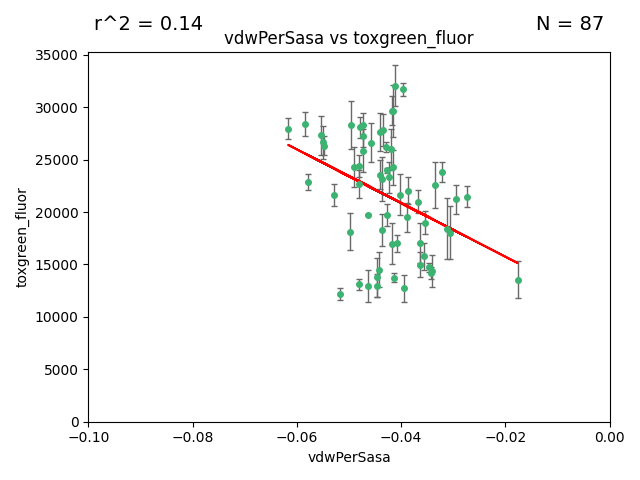 r^2 = 0.14
N = 87
vdwPerSasa vs toxgreen_fluor
35000
30000
25000
20000
15000
10000
5000
0
toxgreen_fluor
−0.10
−0.08
−0.06
−0.04
−0.02
0.00
vdwPerSasa